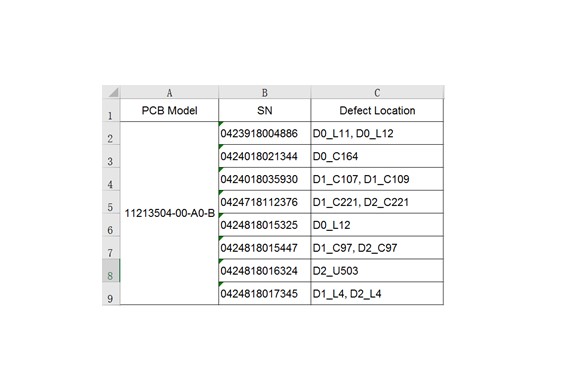 A B C
1 PCB Model SN Defect Location
2 0423918004886 D0_L11, D0_L12
3 0424018021344 D0_C164
4 0424018035930 D1_C107, D1_C109
5 0424718112376 D1_C221, D2_C221
11213504-00-A0-B
6 0424818015325 D0_L12
7 0424818015447 D1_C97, D2_C97
8 0424818016324 D2_U503
9 0424818017345 D1_L4, D2_L4